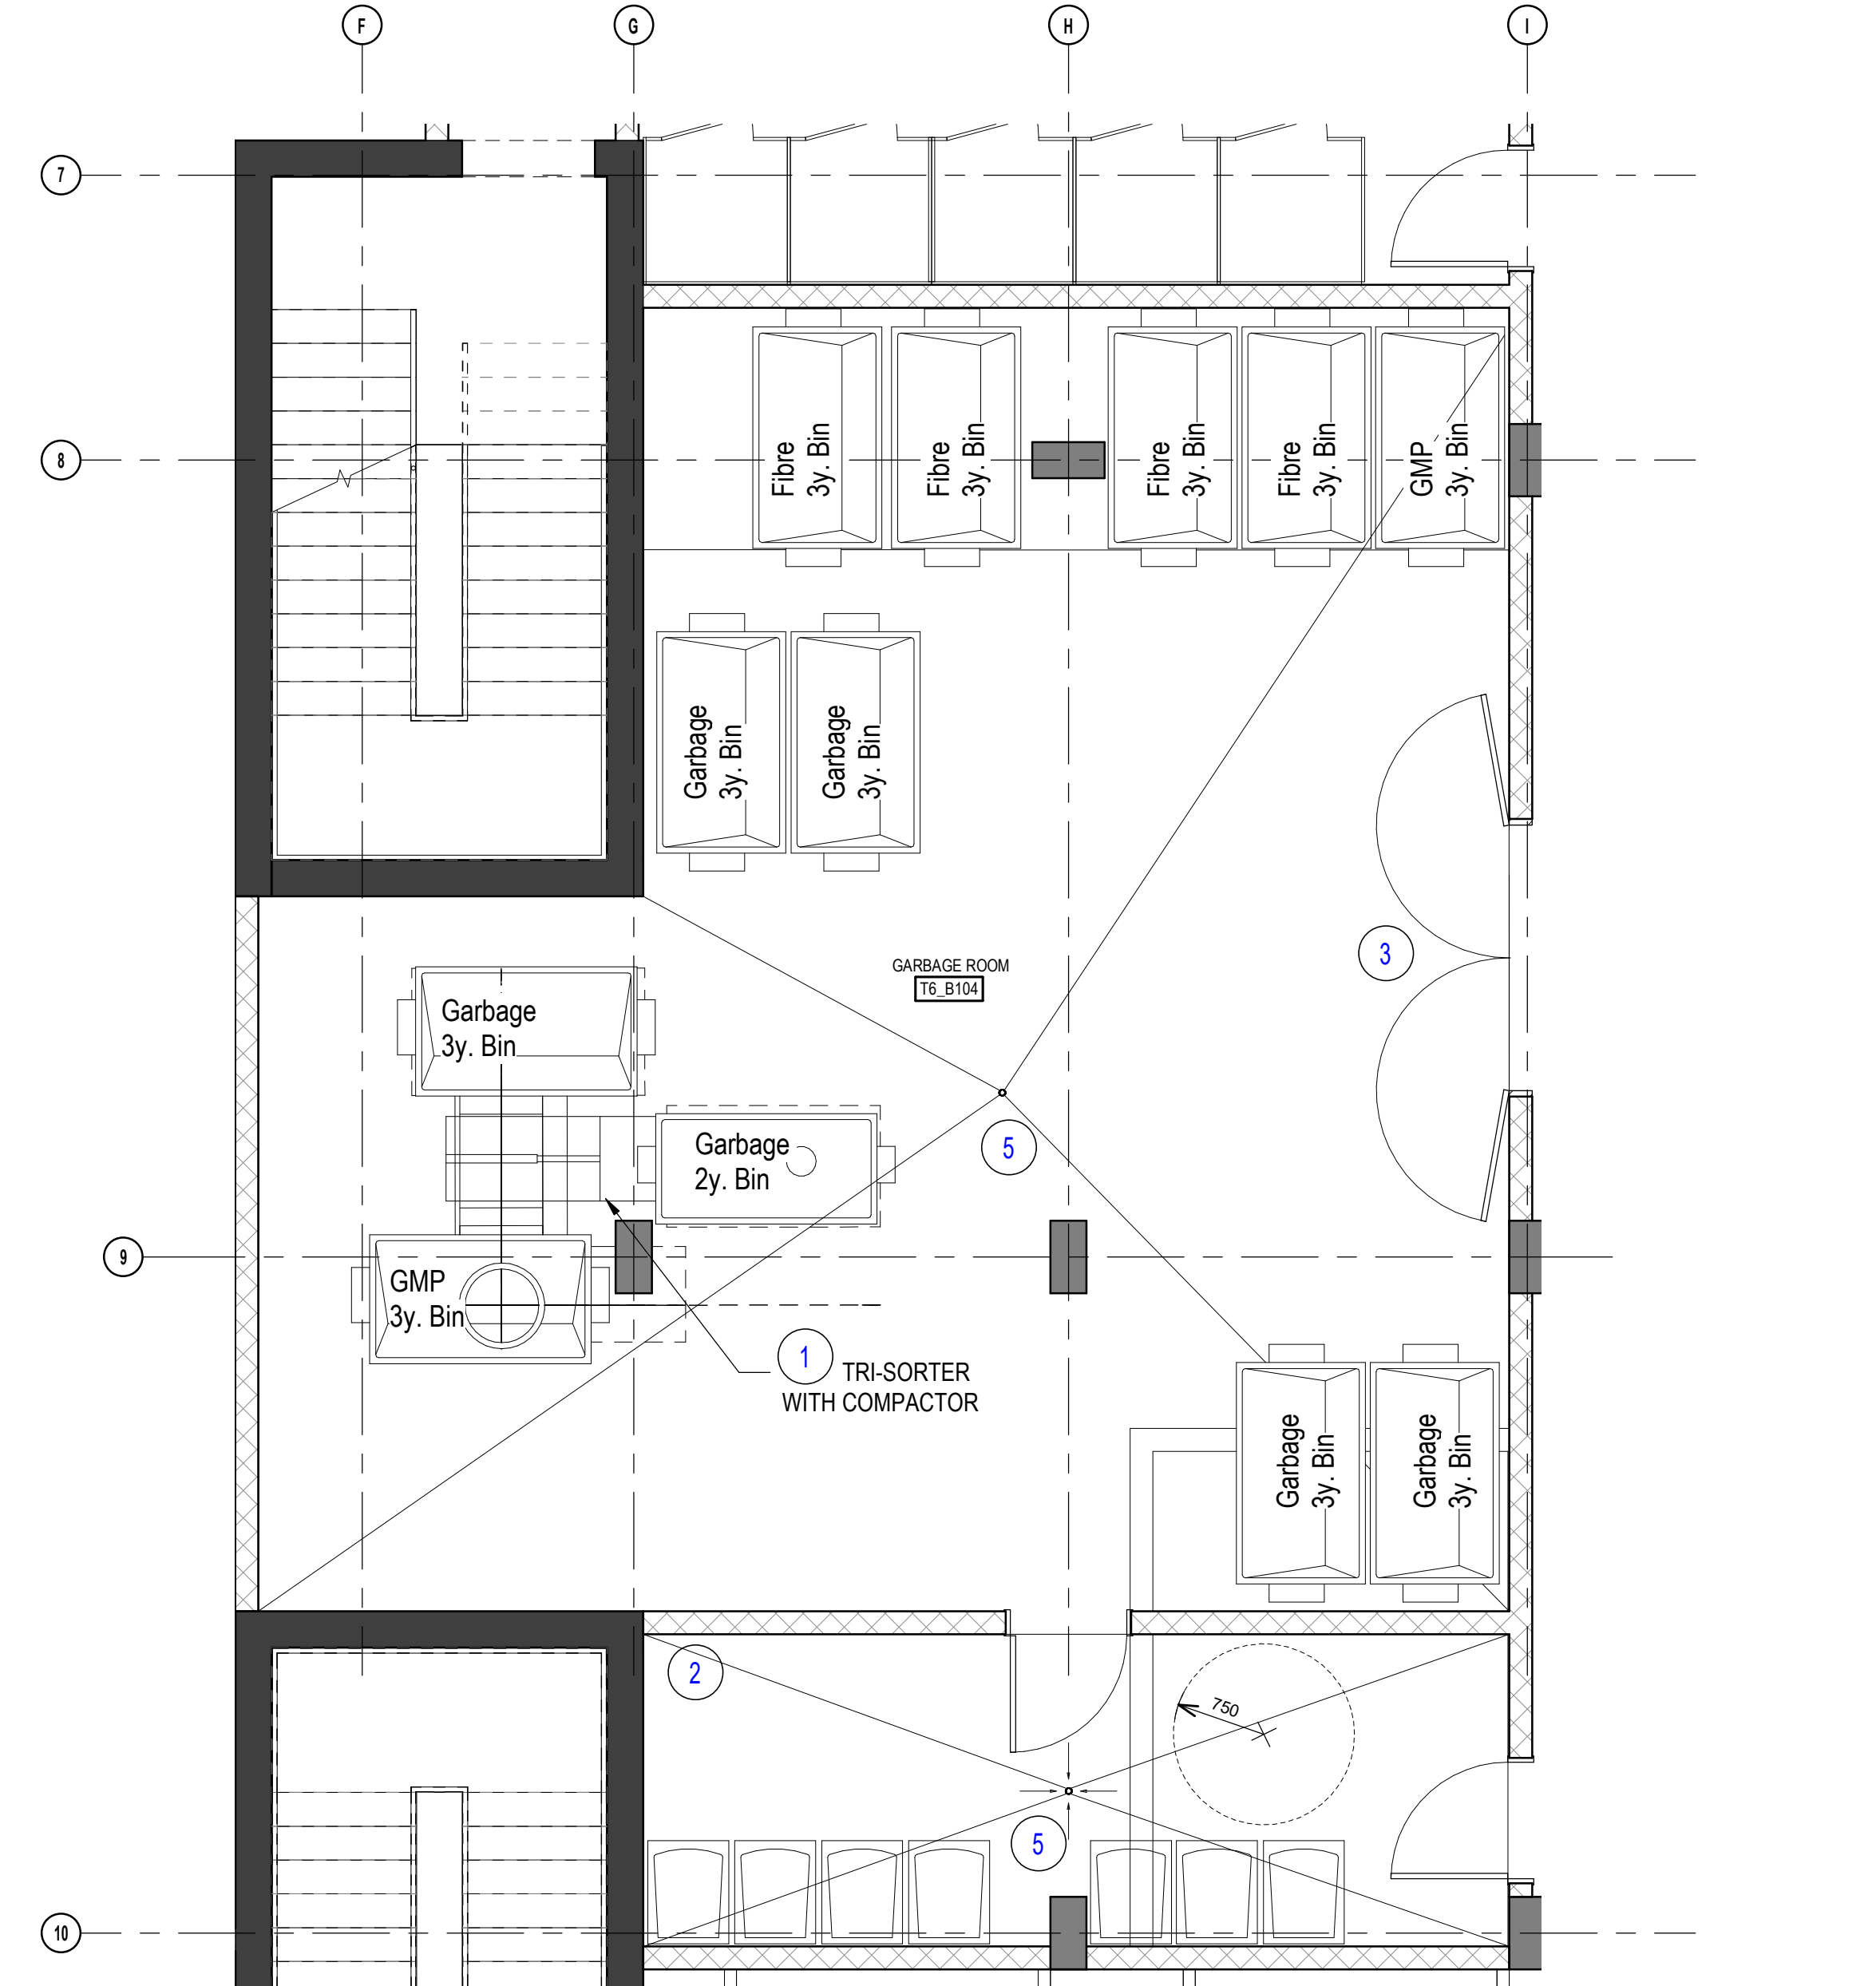 F
G
H
I
7
8
Fibre
3y. Bin
Fibre
3y. Bin
Fibre
3y. Bin
Fibre
3y. Bin
GMP
3y. Bin
Garbage
3y. Bin
Garbage
3y. Bin
GARBAGE ROOM
T6_B104
3
Garbage
3y. Bin
Garbage
2y. Bin
5
9
GMP
3y. Bin
1
TRI-SORTER
WITH COMPACTOR
Garbage
3y. Bin
Garbage
3y. Bin
2
750
5
10